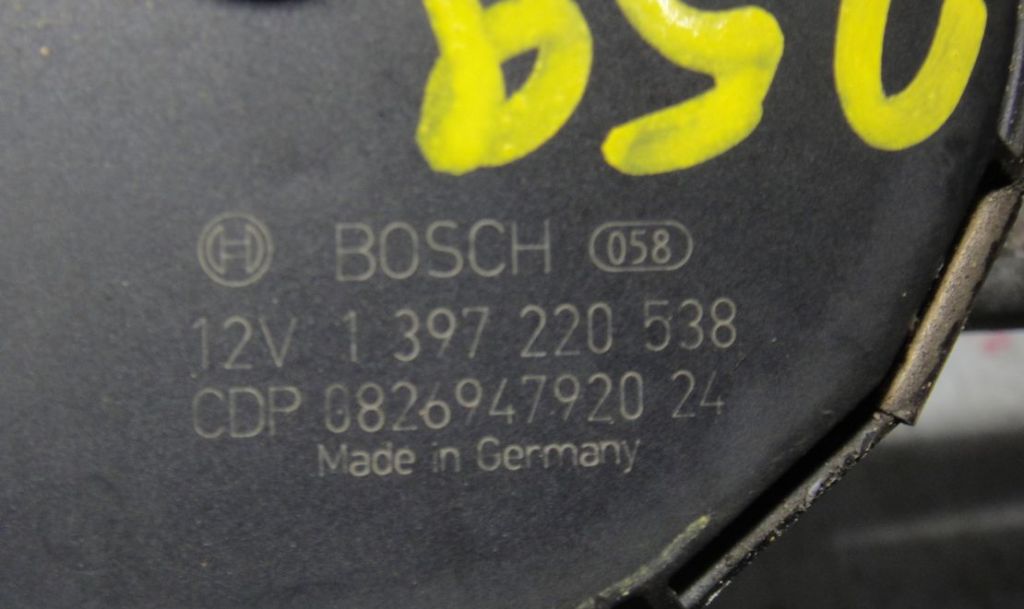 BOSCH 058
12V 1 397 220 538
CDP 0826947920 24
Made in Germany